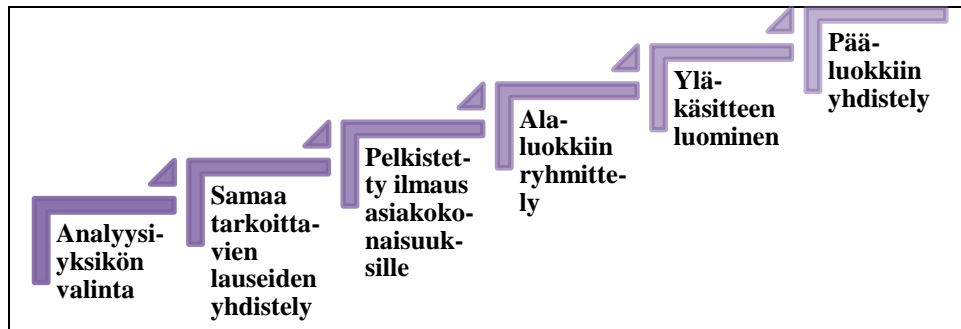 Analyysi-
yksikön
valinta
Samaa
tarkoitta-
vien
lauseiden
yhdistely
Pelkistet-
ty ilmaus
asiakoko-
naisuuk-
sille
Ala-
luokkiin
ryhmitte-
ly
Ylä-
käsitteen
luominen
Pää-
luokkiin
yhdistely